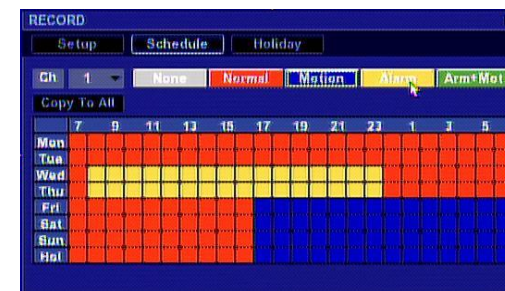 RECORD
Setup Schedule Holiday
Ch 1 None Normal Motion Alarm Arm+Mot
Copy To All
7 9 11 13 15 17 19 21 23 1 3 5
Mon
Tue
Wed
Thu
Fri
Sat
Sun
Hol